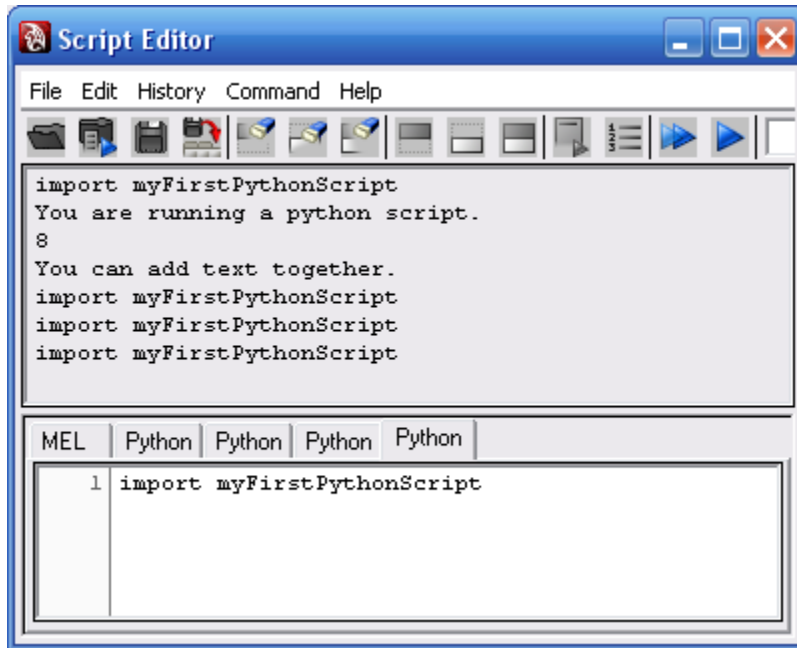 Script Editor
File Edit History Command Help
import myFirstPythonScript
You are running a python script.
8
You can add text together.
import myFirstPythonScript
import myFirstPythonScript
import myFirstPythonScript
MEL Python Python Python Python
1 import myFirstPythonScript